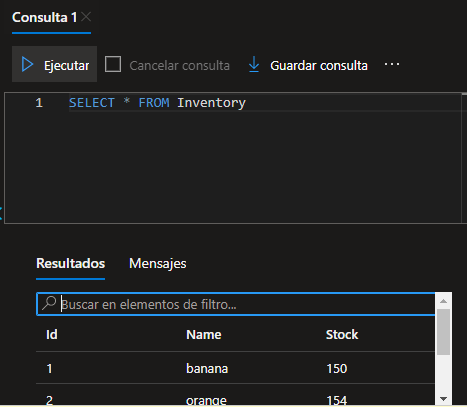 Consulta 1
Ejecutar Cancelar consulta Guardar consulta ...
1 SELECT * FROM Inventory
Resultados Mensajes
Buscar en elementos de filtro...
Id Name Stock
1 banana 150
2 orange 154